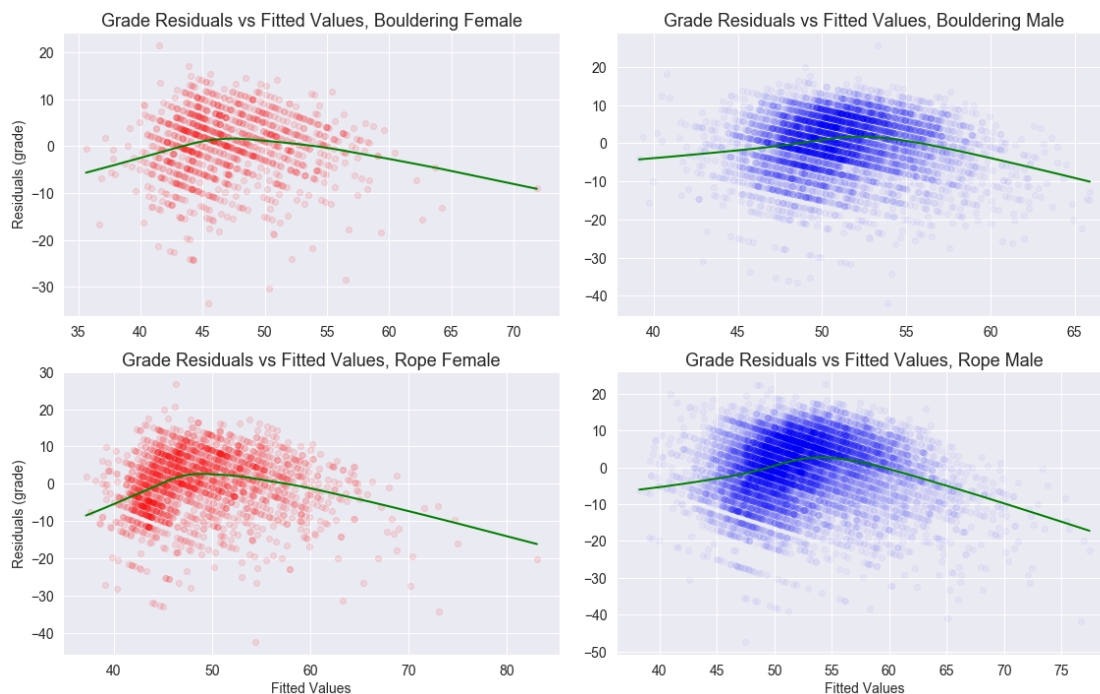 Grade Residuals vs Fitted Values, Bouldering Female
Residuals (grade)
20
10
0
−10
−20
−30
35 40 45 50 55 60 65 70
Grade Residuals vs Fitted Values, Bouldering Male
20
10
0
−10
−20
−30
−40
40 45 50 55 60 65
Grade Residuals vs Fitted Values, Rope Female
Residuals (grade)
30
20
10
0
−10
−20
−30
−40
40 50 60 70 80
Fitted Values
Grade Residuals vs Fitted Values, Rope Male
20
10
0
−10
−20
−30
−40
−50
40 45 50 55 60 65 70 75
Fitted Values